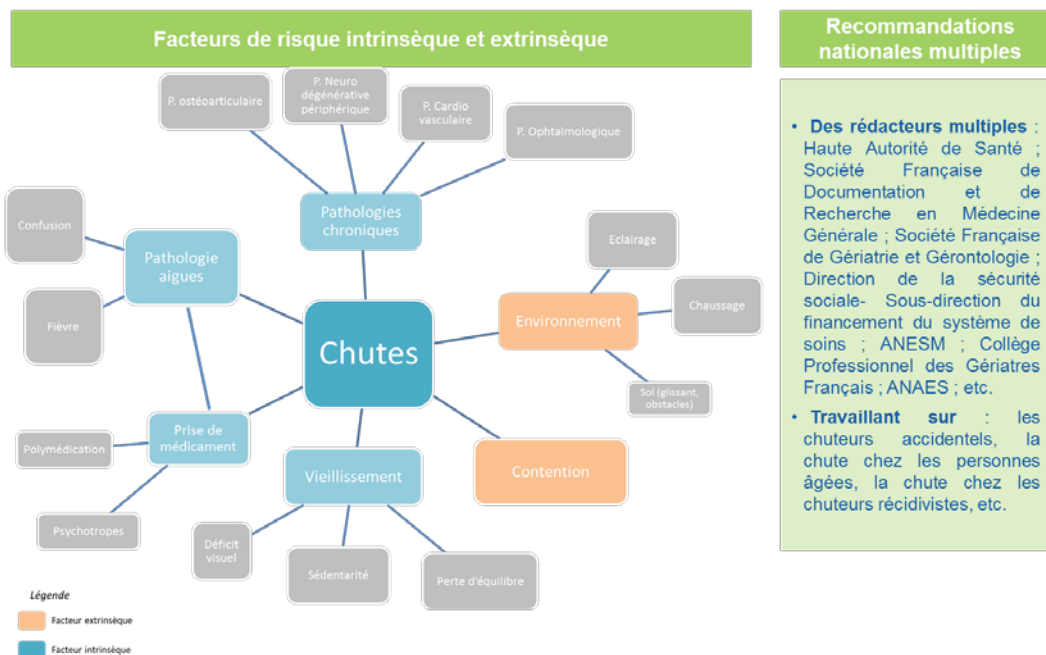 Facteurs de risque intrinsèque et extrinsèque
P. ostéoarticulaire
P. Neuro
dégénérative
périphérique
P. Cardio
vasculaire
P. Ophtalmologique
Pathologies
chroniques
Confusion
Pathologie
aigues
Fièvre
Eclairage
Environnement
Chaussage
Sol (glissant,
obstacles)
Chutes
Prise de
médicament
Polymédication
Psychotropes
Vieillissement
Contention
Déficit
visuel
Sédentarité
Perte d'équilibre
Légende
Facteur extrinsèque
Facteur intrinsèque
Recommandations
nationales multiples
• Des rédacteurs multiples :
Haute Autorité de Santé ;
Société Française de
Documentation et de
Recherche en Médecine
Générale ; Société Française
de Gériatrie et Gérontologie ;
Direction de la sécurité
sociale- Sous-direction du
financement du système de
soins ; ANESM ; Collège
Professionnel des Gériatres
Français ; ANAES ; etc.
• Travaillant sur : les
chuteurs accidentels, la
chute chez les personnes
âgées, la chute chez les
chuteurs récidivistes, etc.